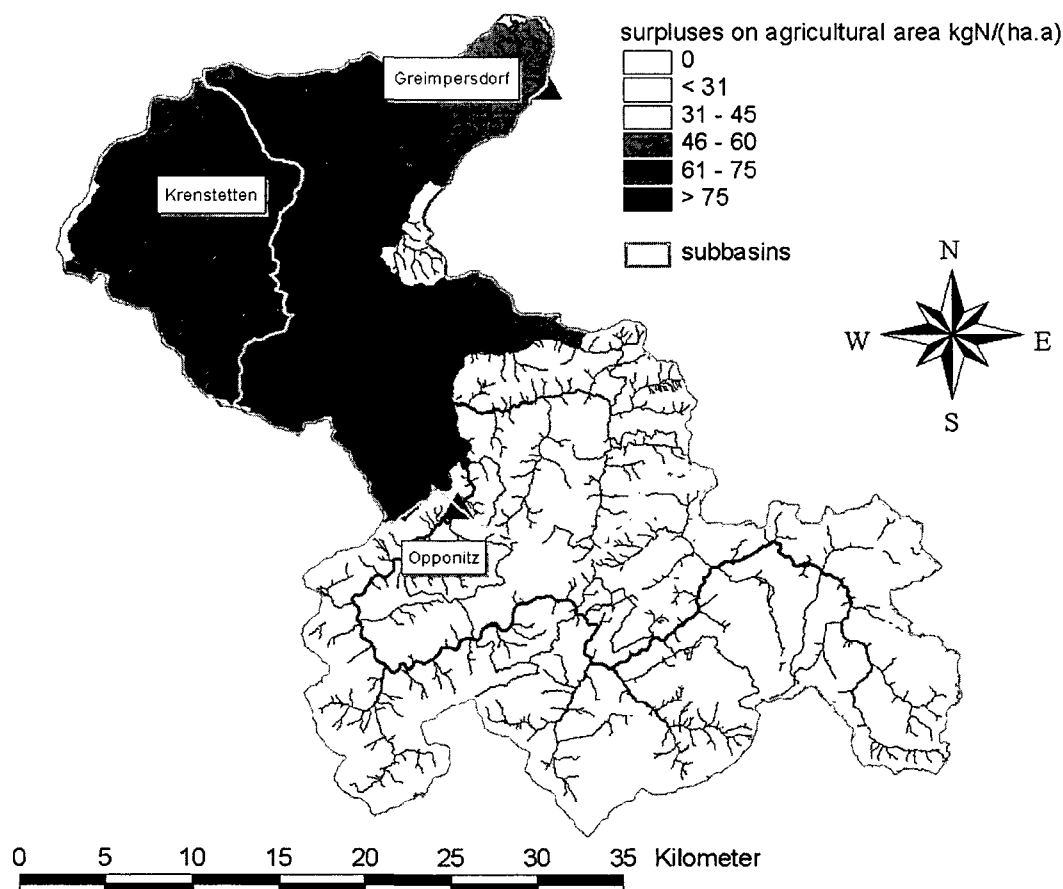 surpluses on agricultural area kgN/(ha.a)
0
< 31
31 - 45
46 - 60
61 - 75
> 75
subbasins
Greimpersdorf
Krenstetten
Opponitz
N
W E
S
0 5 10 15 20 25 30 35 Kilometer